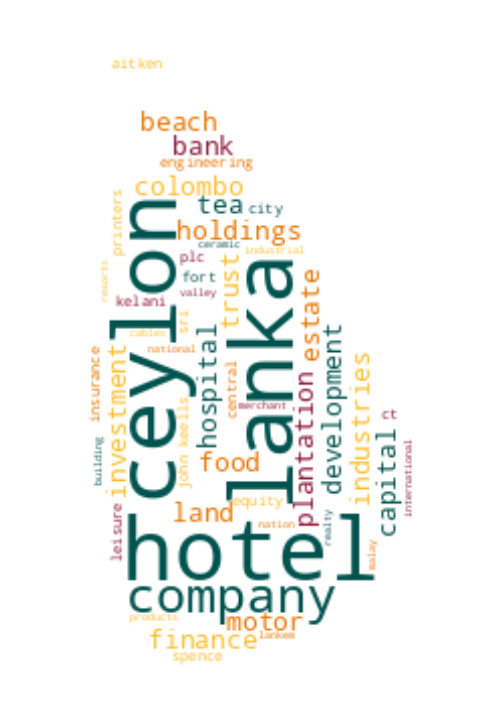 aitken
beach
bank
engineering
colombo
tea
city
printers
ceylon
holdings
ceramic
industrial
plc
lanka
trust
fort
resorts
valley
kelani
estate
sri
hospital
cables
development
national
insurance
investment
industries
central
plantation
john keells
merchant
ct
building
capital
international
food
equity
leisure
land
hotel
nation
realty
malay
company
products
motor
finance
lankem
spence